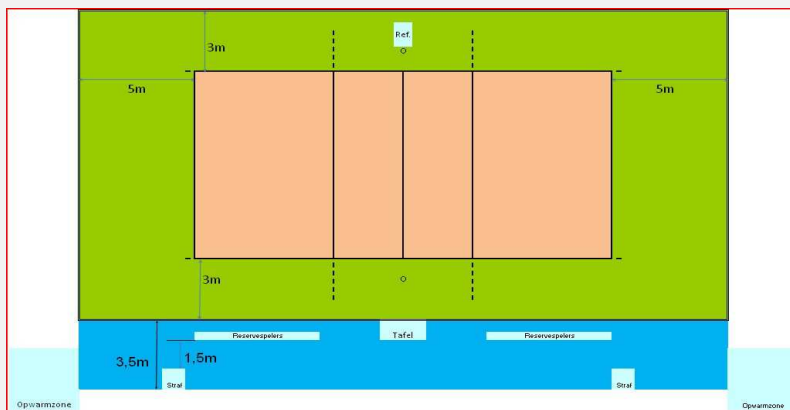 Ref.
3m
5m
5m
3m
Reservespelers
Tafel
Reservespelers
3,5m
1,5m
Straf
Straf
Opwarmzone
Opwarmzone